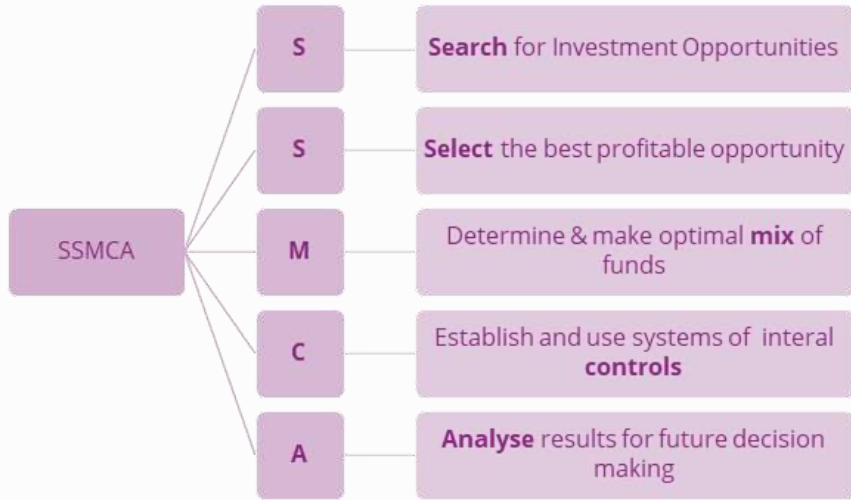 S
Search for Investment Opportunities
S
Select the best profitable opportunity
SSMCA
M
Determine & make optimal mix of
funds
C
Establish and use systems of interal
controls
A
Analyse results for future decision
making